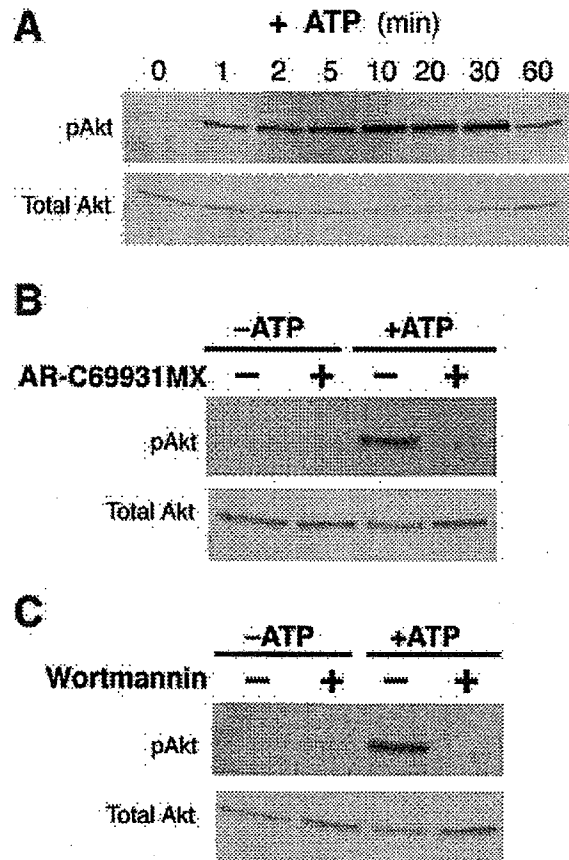 A
+ ATP (min)
0 1 2 5 10 20 30 60
pAkt
Total Akt
B
–ATP +ATP
AR-C69931MX – + – +
pAkt
Total Akt
C
–ATP +ATP
Wortmannin – + – +
pAkt
Total Akt